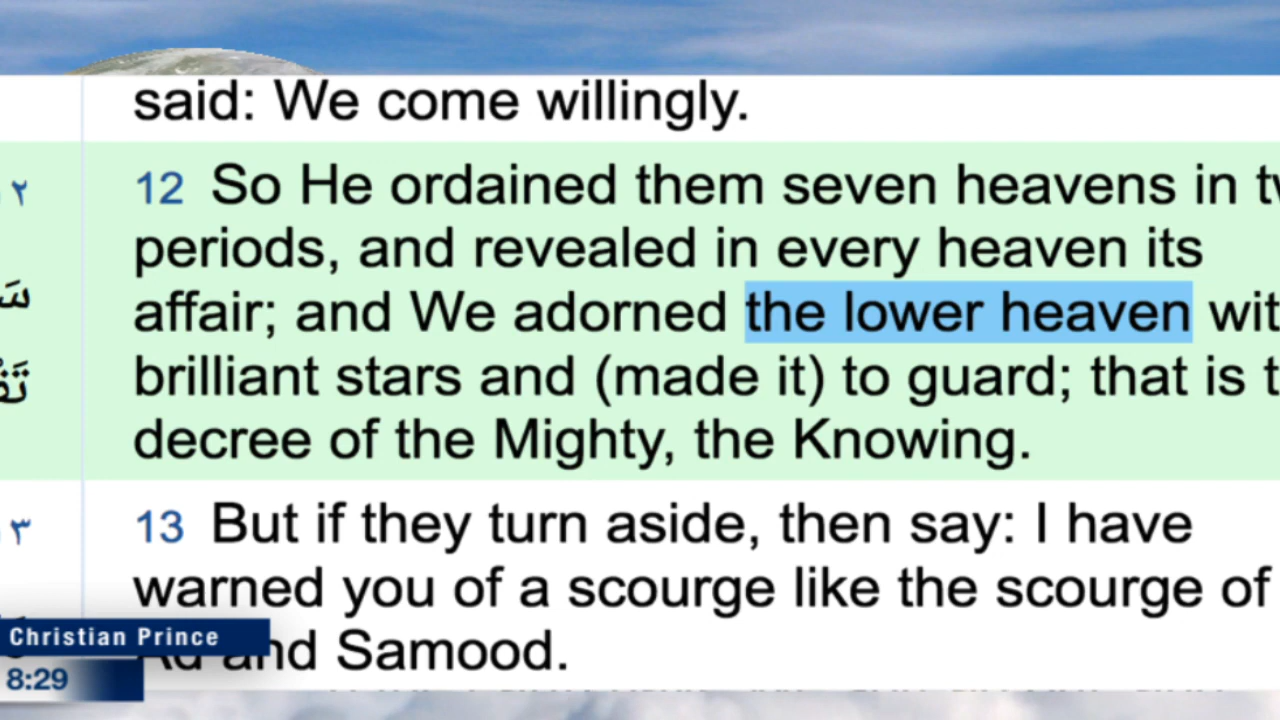 said: We come willingly.
12 So He ordained them seven heavens in
periods, and revealed in every heaven its
affair; and We adorned the lower heaven
brilliant stars and (made it) to guard; that is
decree of the Mighty, the Knowing.
13 But if they turn aside, then say: I have
warned you of a scourge like the scourge of
Ad and Samood.
Christian Prince
8:29